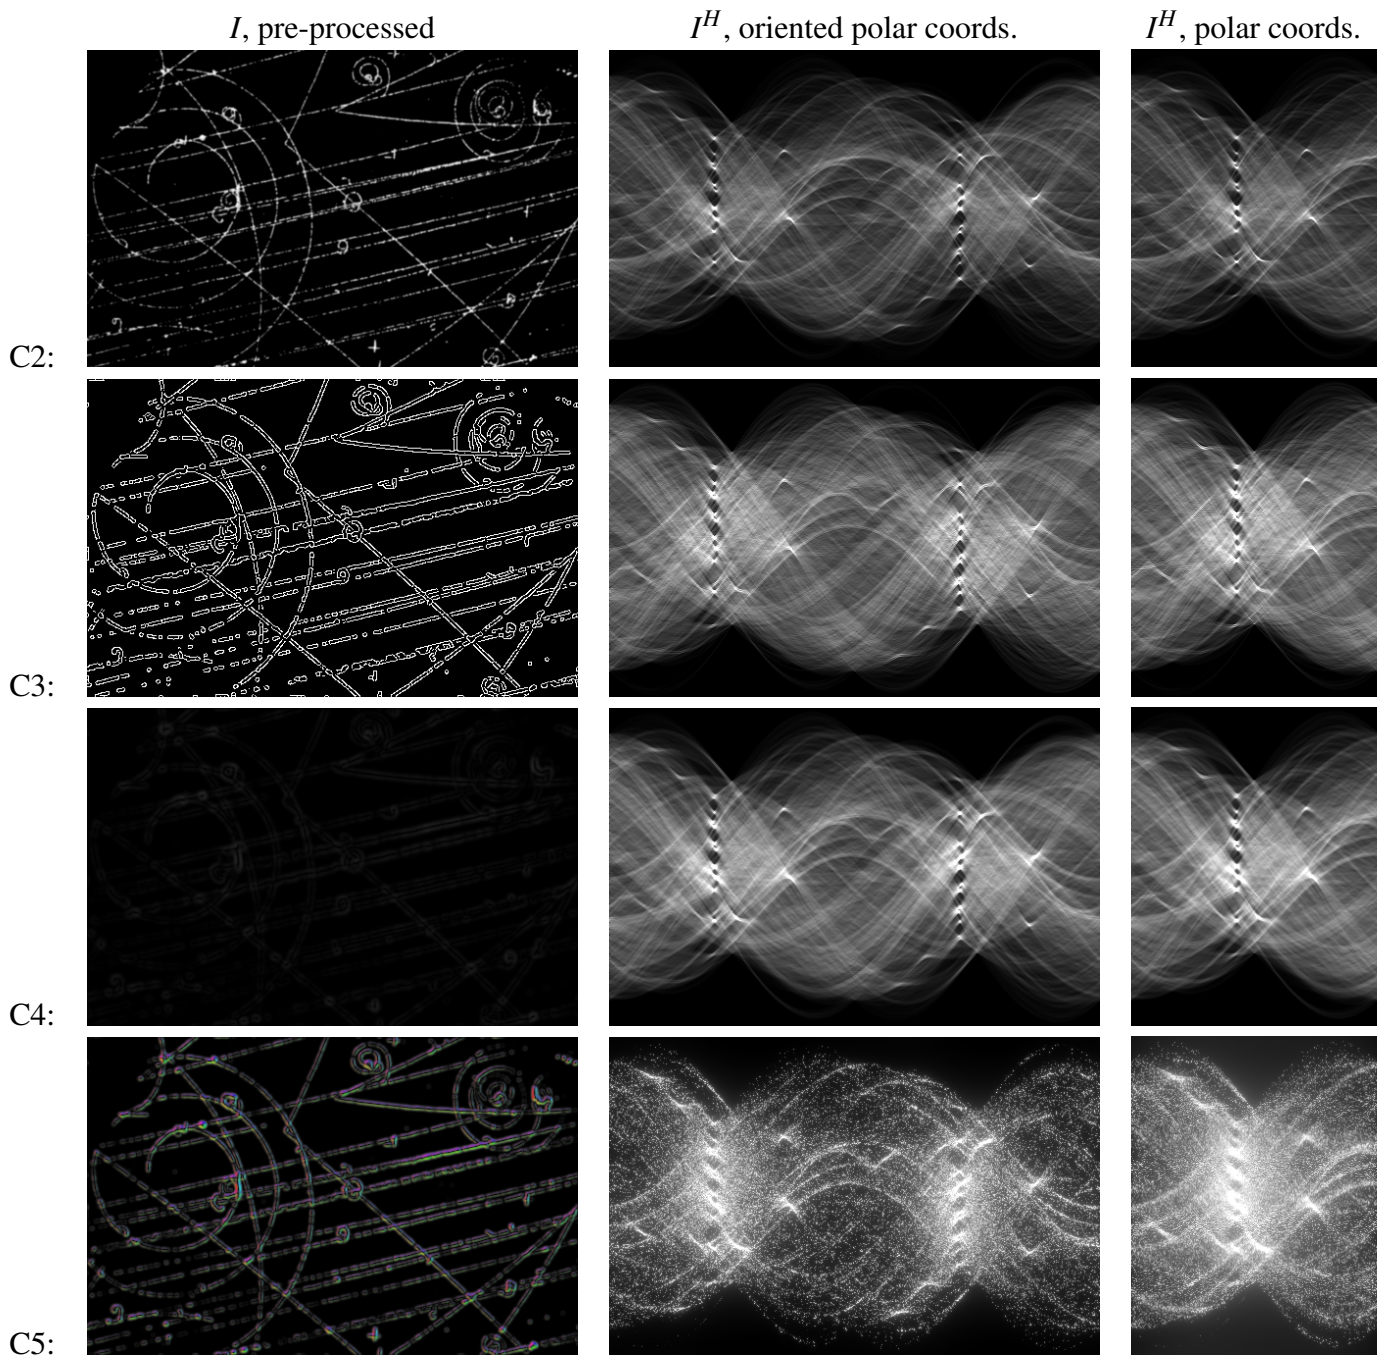 I, pre-processed
I^H, oriented polar coords.
I^H, polar coords.
C2:
C3:
C4:
C5: